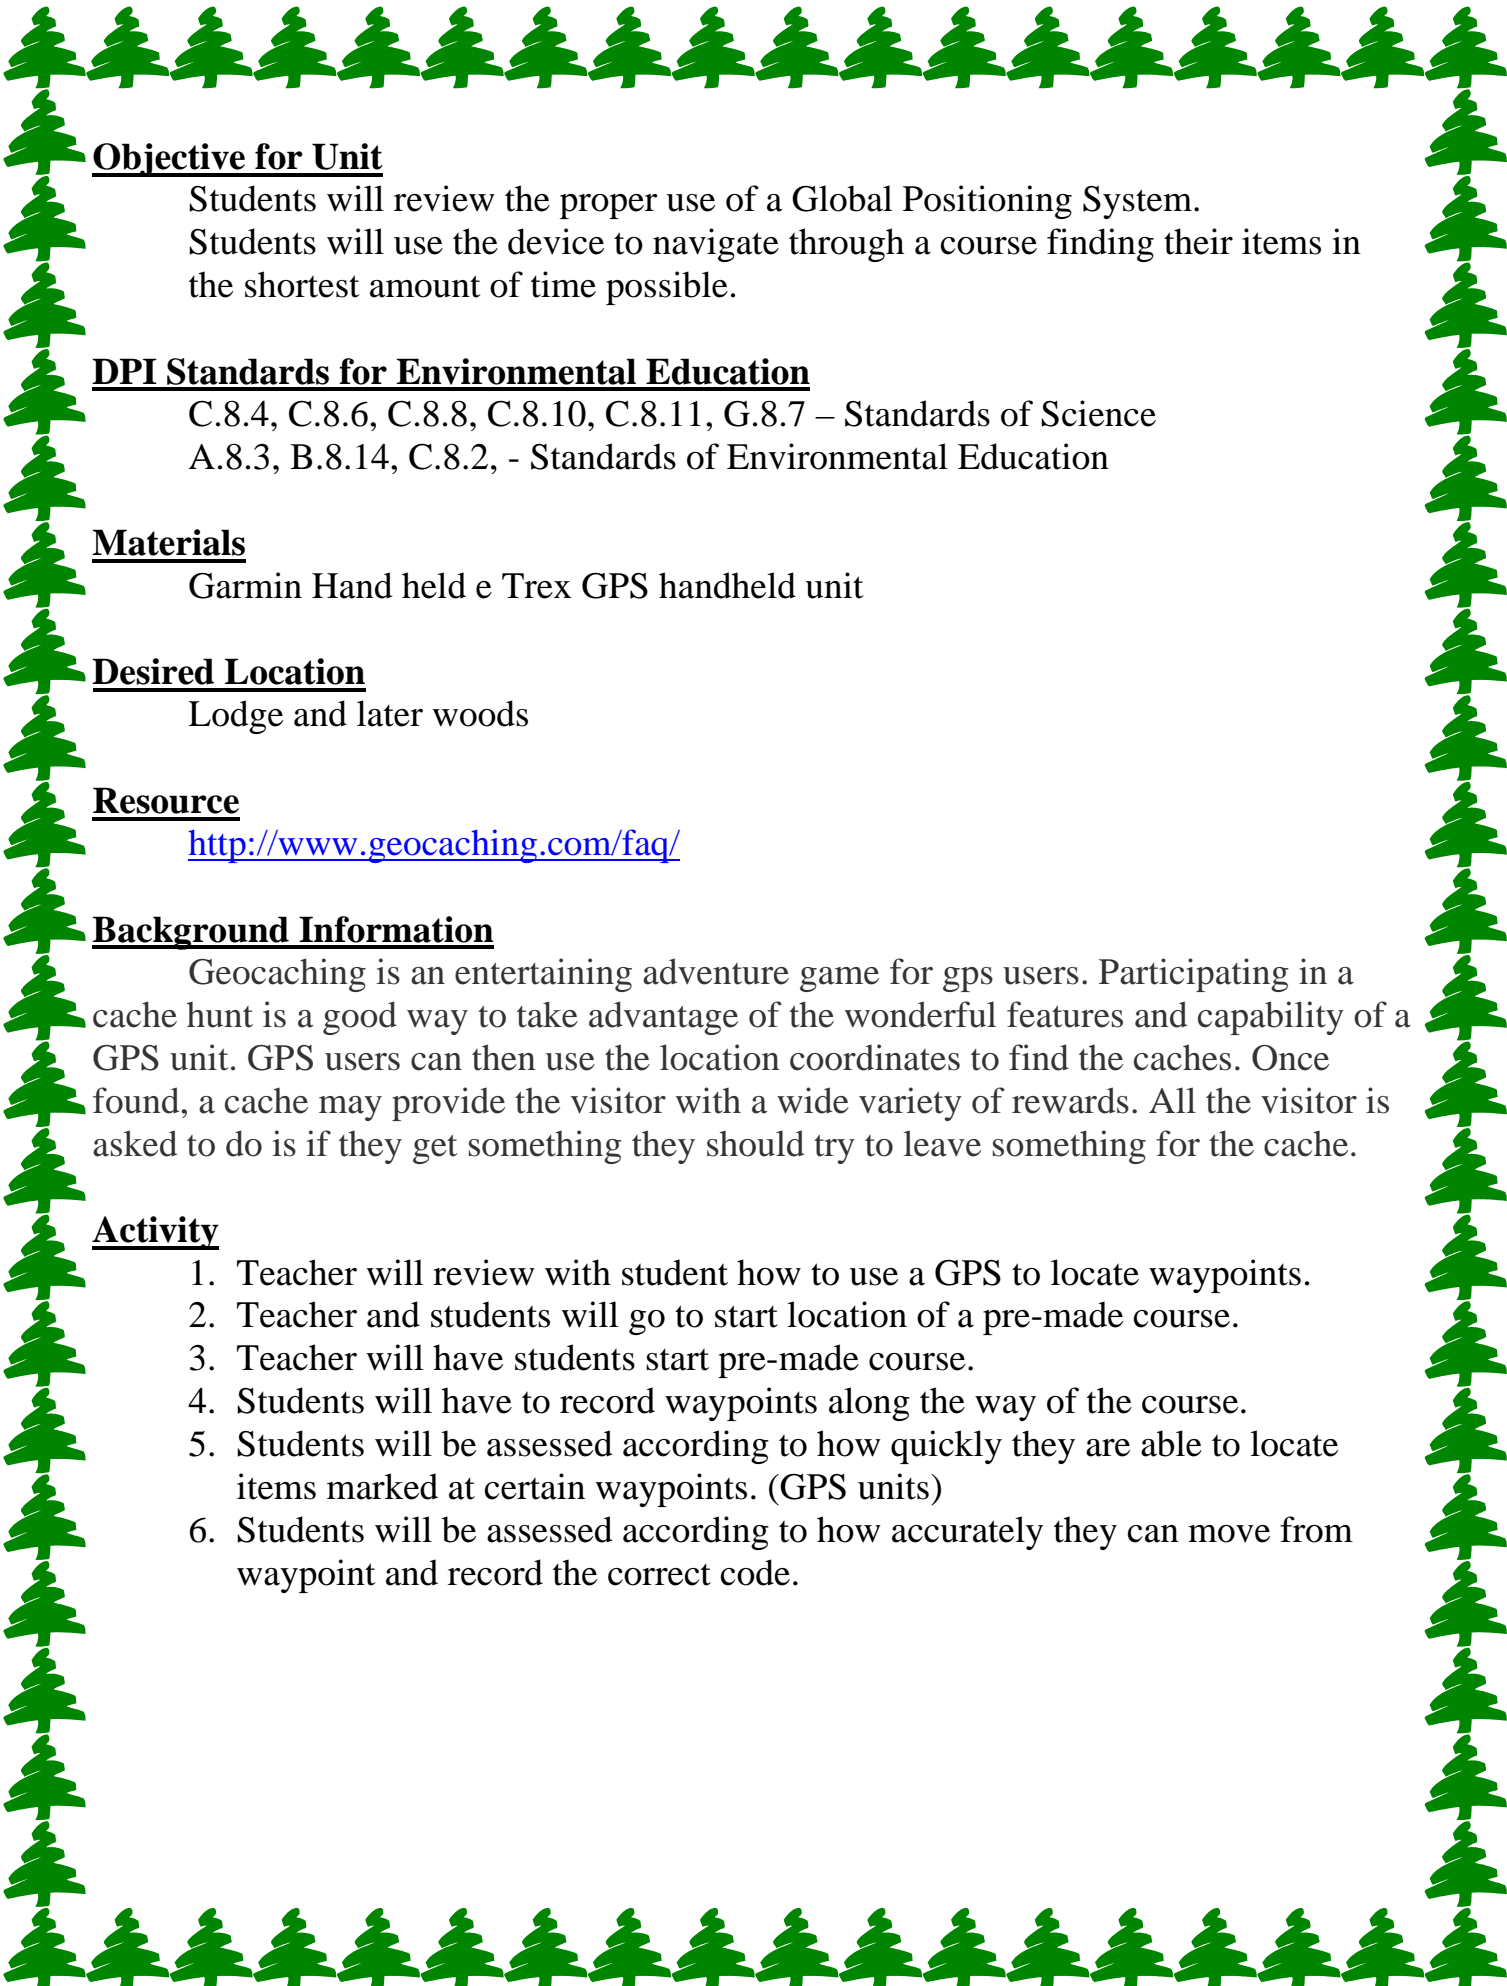 Objective for Unit
Students will review the proper use of a Global Positioning System.
Students will use the device to navigate through a course finding their items in
the shortest amount of time possible.
DPI Standards for Environmental Education
C.8.4, C.8.6, C.8.8, C.8.10, C.8.11, G.8.7 – Standards of Science
A.8.3, B.8.14, C.8.2, - Standards of Environmental Education
Materials
Garmin Hand held e Trex GPS handheld unit
Desired Location
Lodge and later woods
Resource
http://www.geocaching.com/faq/
Background Information
Geocaching is an entertaining adventure game for gps users. Participating in a
cache hunt is a good way to take advantage of the wonderful features and capability of a
GPS unit. GPS users can then use the location coordinates to find the caches. Once
found, a cache may provide the visitor with a wide variety of rewards. All the visitor is
asked to do is if they get something they should try to leave something for the cache.
Activity
1. Teacher will review with student how to use a GPS to locate waypoints.
2. Teacher and students will go to start location of a pre-made course.
3. Teacher will have students start pre-made course.
4. Students will have to record waypoints along the way of the course.
5. Students will be assessed according to how quickly they are able to locate
items marked at certain waypoints. (GPS units)
6. Students will be assessed according to how accurately they can move from
waypoint and record the correct code.